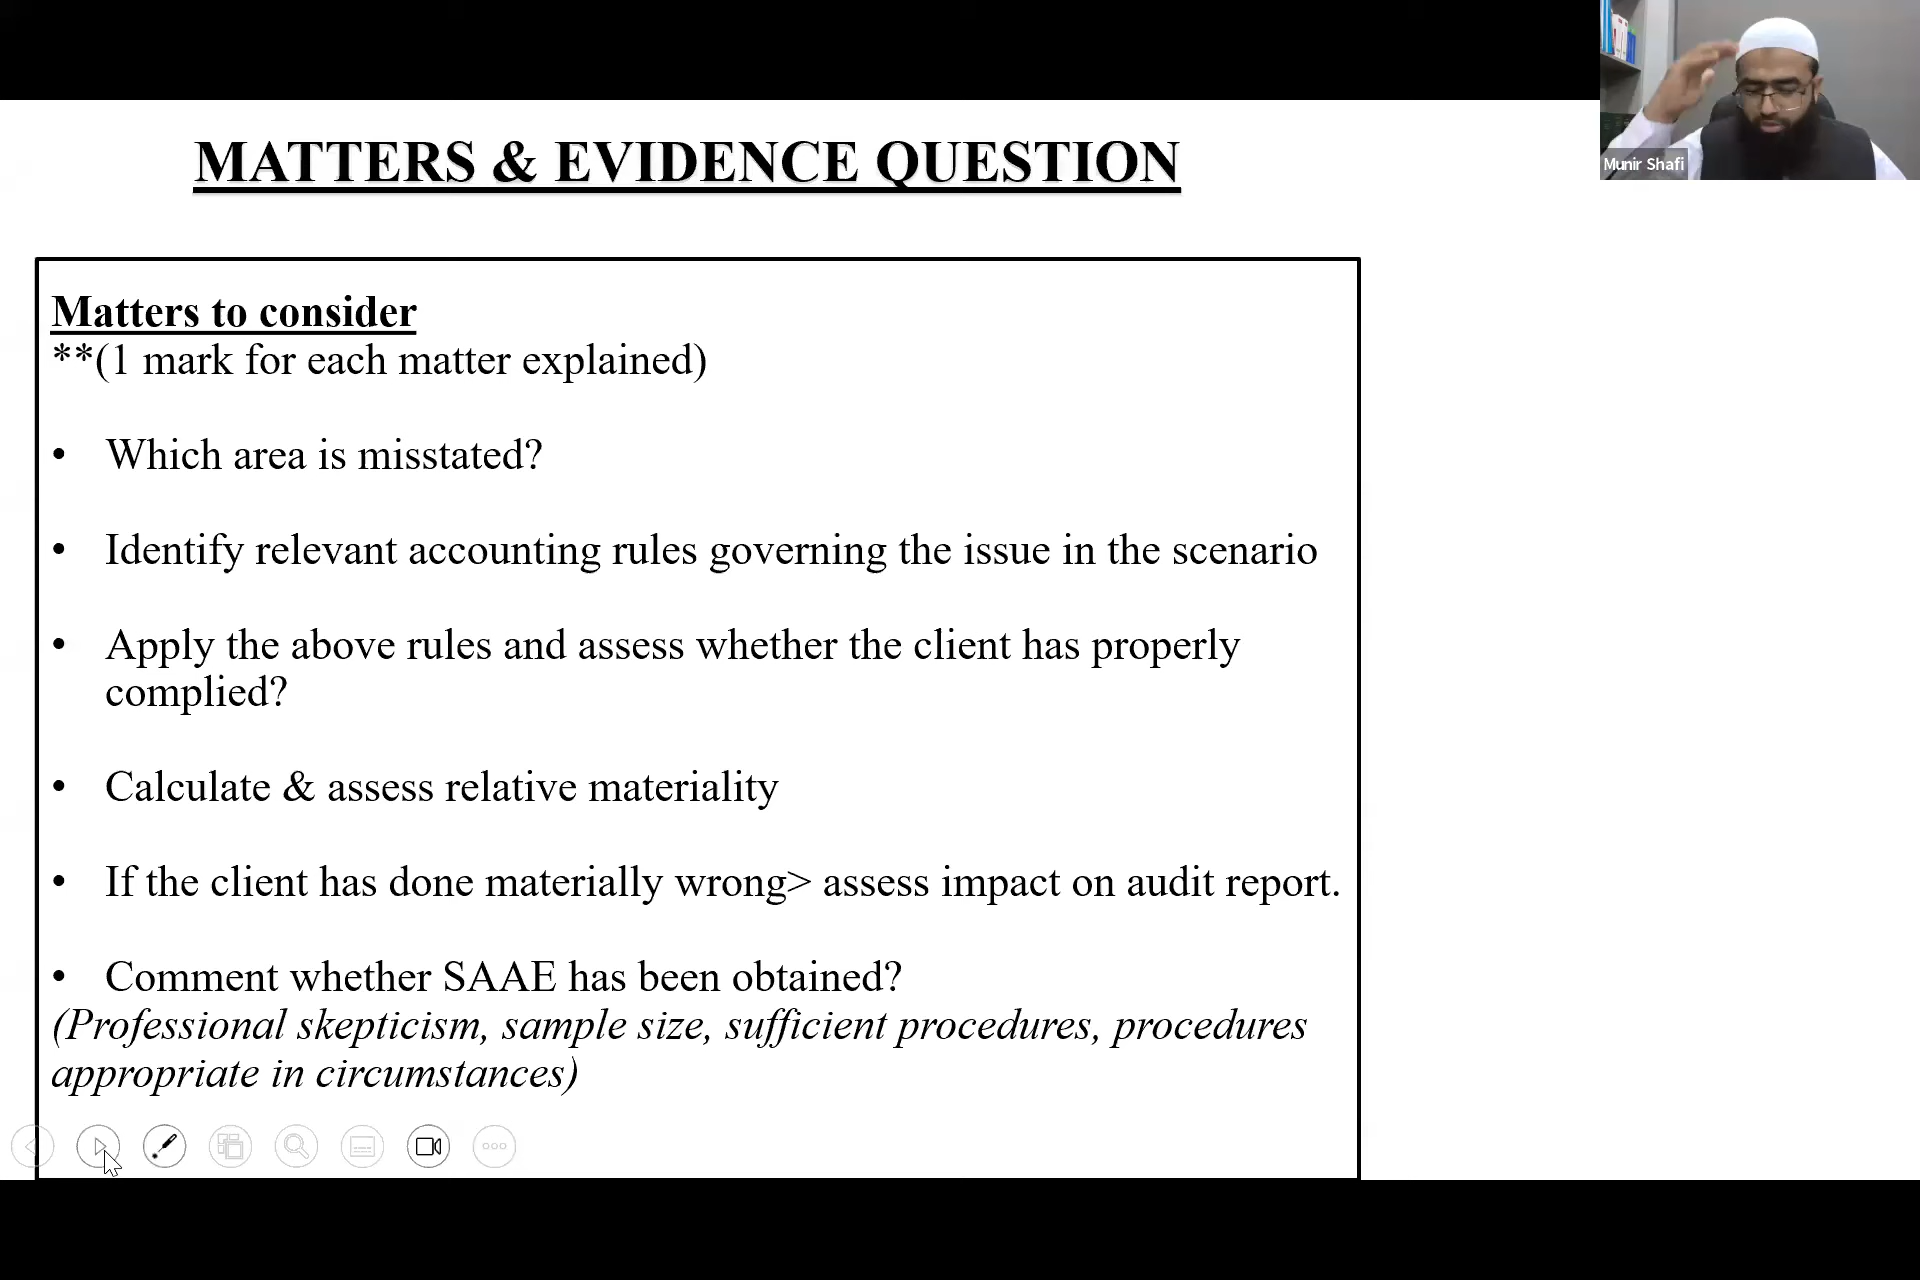 Munir Shafi
MATTERS & EVIDENCE QUESTION
Matters to consider
**(1 mark for each matter explained)
• Which area is misstated?
• Identify relevant accounting rules governing the issue in the scenario
• Apply the above rules and assess whether the client has properly
complied?
• Calculate & assess relative materiality
• If the client has done materially wrong> assess impact on audit report.
• Comment whether SAAE has been obtained?
(Professional skepticism, sample size, sufficient procedures, procedures
appropriate in circumstances)